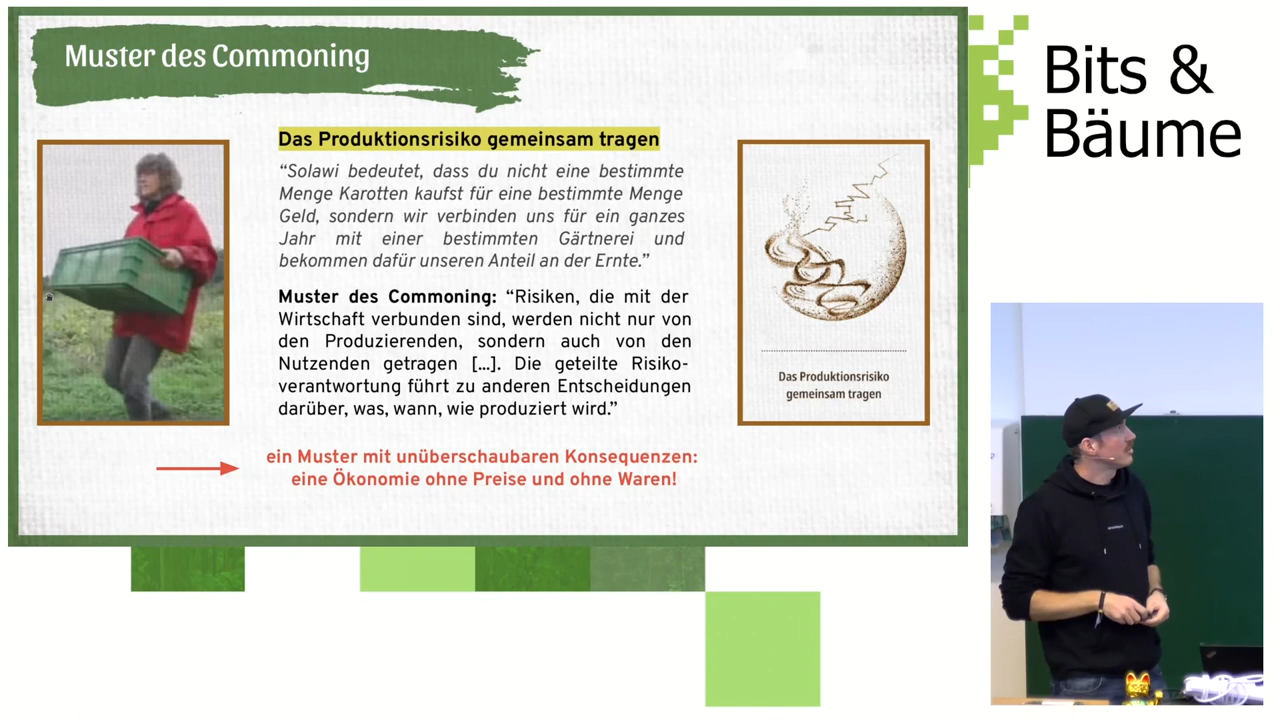 Muster des Commoning
Bits &
Bäume
Das Produktionsrisiko gemeinsam tragen
“Solawi bedeutet, dass du nicht eine bestimmte
Menge Karotten kaufst für eine bestimmte Menge
Geld, sondern wir verbinden uns für ein ganzes
Jahr mit einer bestimmten Gärtnerei und
bekommen dafür unseren Anteil an der Ernte.”
Muster des Commoning: “Risiken, die mit der
Wirtschaft verbunden sind, werden nicht nur von
den Produzierenden, sondern auch von den
Nutzenden getragen [...]. Die geteilte Risiko-
verantwortung führt zu anderen Entscheidungen
darüber, was, wann, wie produziert wird.”
Das Produktionsrisiko
gemeinsam tragen
ein Muster mit unüberschaubaren Konsequenzen:
eine Ökonomie ohne Preise und ohne Waren!